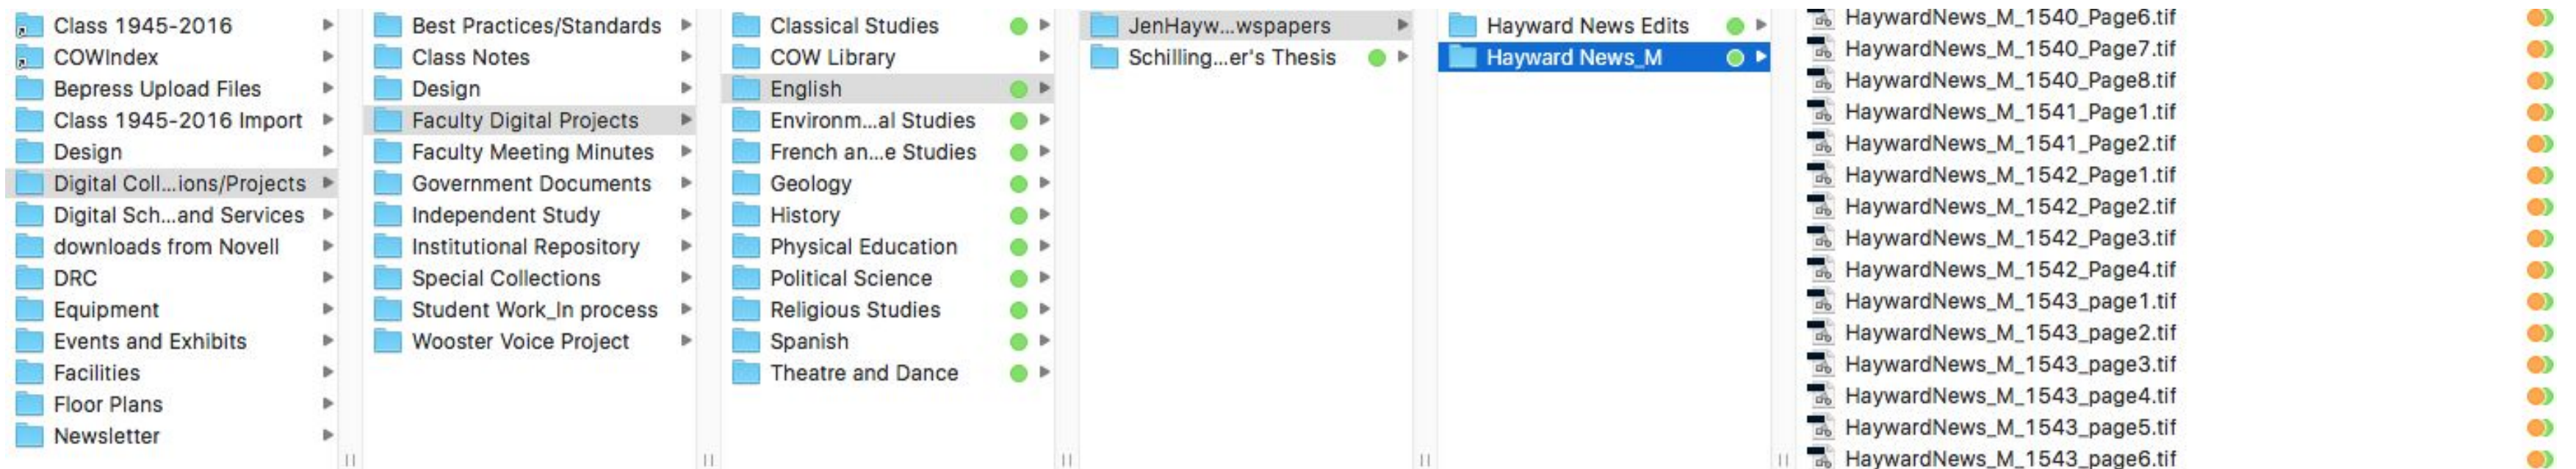 Class 1945-2016
COWIndex
Bepress Upload Files
Class 1945-2016 Import
Design
Digital Coll...ions/Projects
Digital Sch...and Services
downloads from Novell
DRC
Equipment
Events and Exhibits
Facilities
Floor Plans
Newsletter
Best Practices/Standards
Class Notes
Design
Faculty Digital Projects
Faculty Meeting Minutes
Government Documents
Independent Study
Institutional Repository
Special Collections
Student Work_In process
Wooster Voice Project
Classical Studies
COW Library
English
Environm...al Studies
French an...e Studies
Geology
History
Physical Education
Political Science
Religious Studies
Spanish
Theatre and Dance
JenHayw...wspapers
Schilling...er's Thesis
Hayward News Edits
Hayward News_M
HaywardNews_M_1540_Page6.tif
HaywardNews_M_1540_Page7.tif
HaywardNews_M_1540_Page8.tif
HaywardNews_M_1541_Page1.tif
HaywardNews_M_1541_Page2.tif
HaywardNews_M_1542_Page1.tif
HaywardNews_M_1542_Page2.tif
HaywardNews_M_1542_Page3.tif
HaywardNews_M_1542_Page4.tif
HaywardNews_M_1543_page1.tif
HaywardNews_M_1543_page2.tif
HaywardNews_M_1543_page3.tif
HaywardNews_M_1543_page4.tif
HaywardNews_M_1543_page5.tif
HaywardNews_M_1543_page6.tif